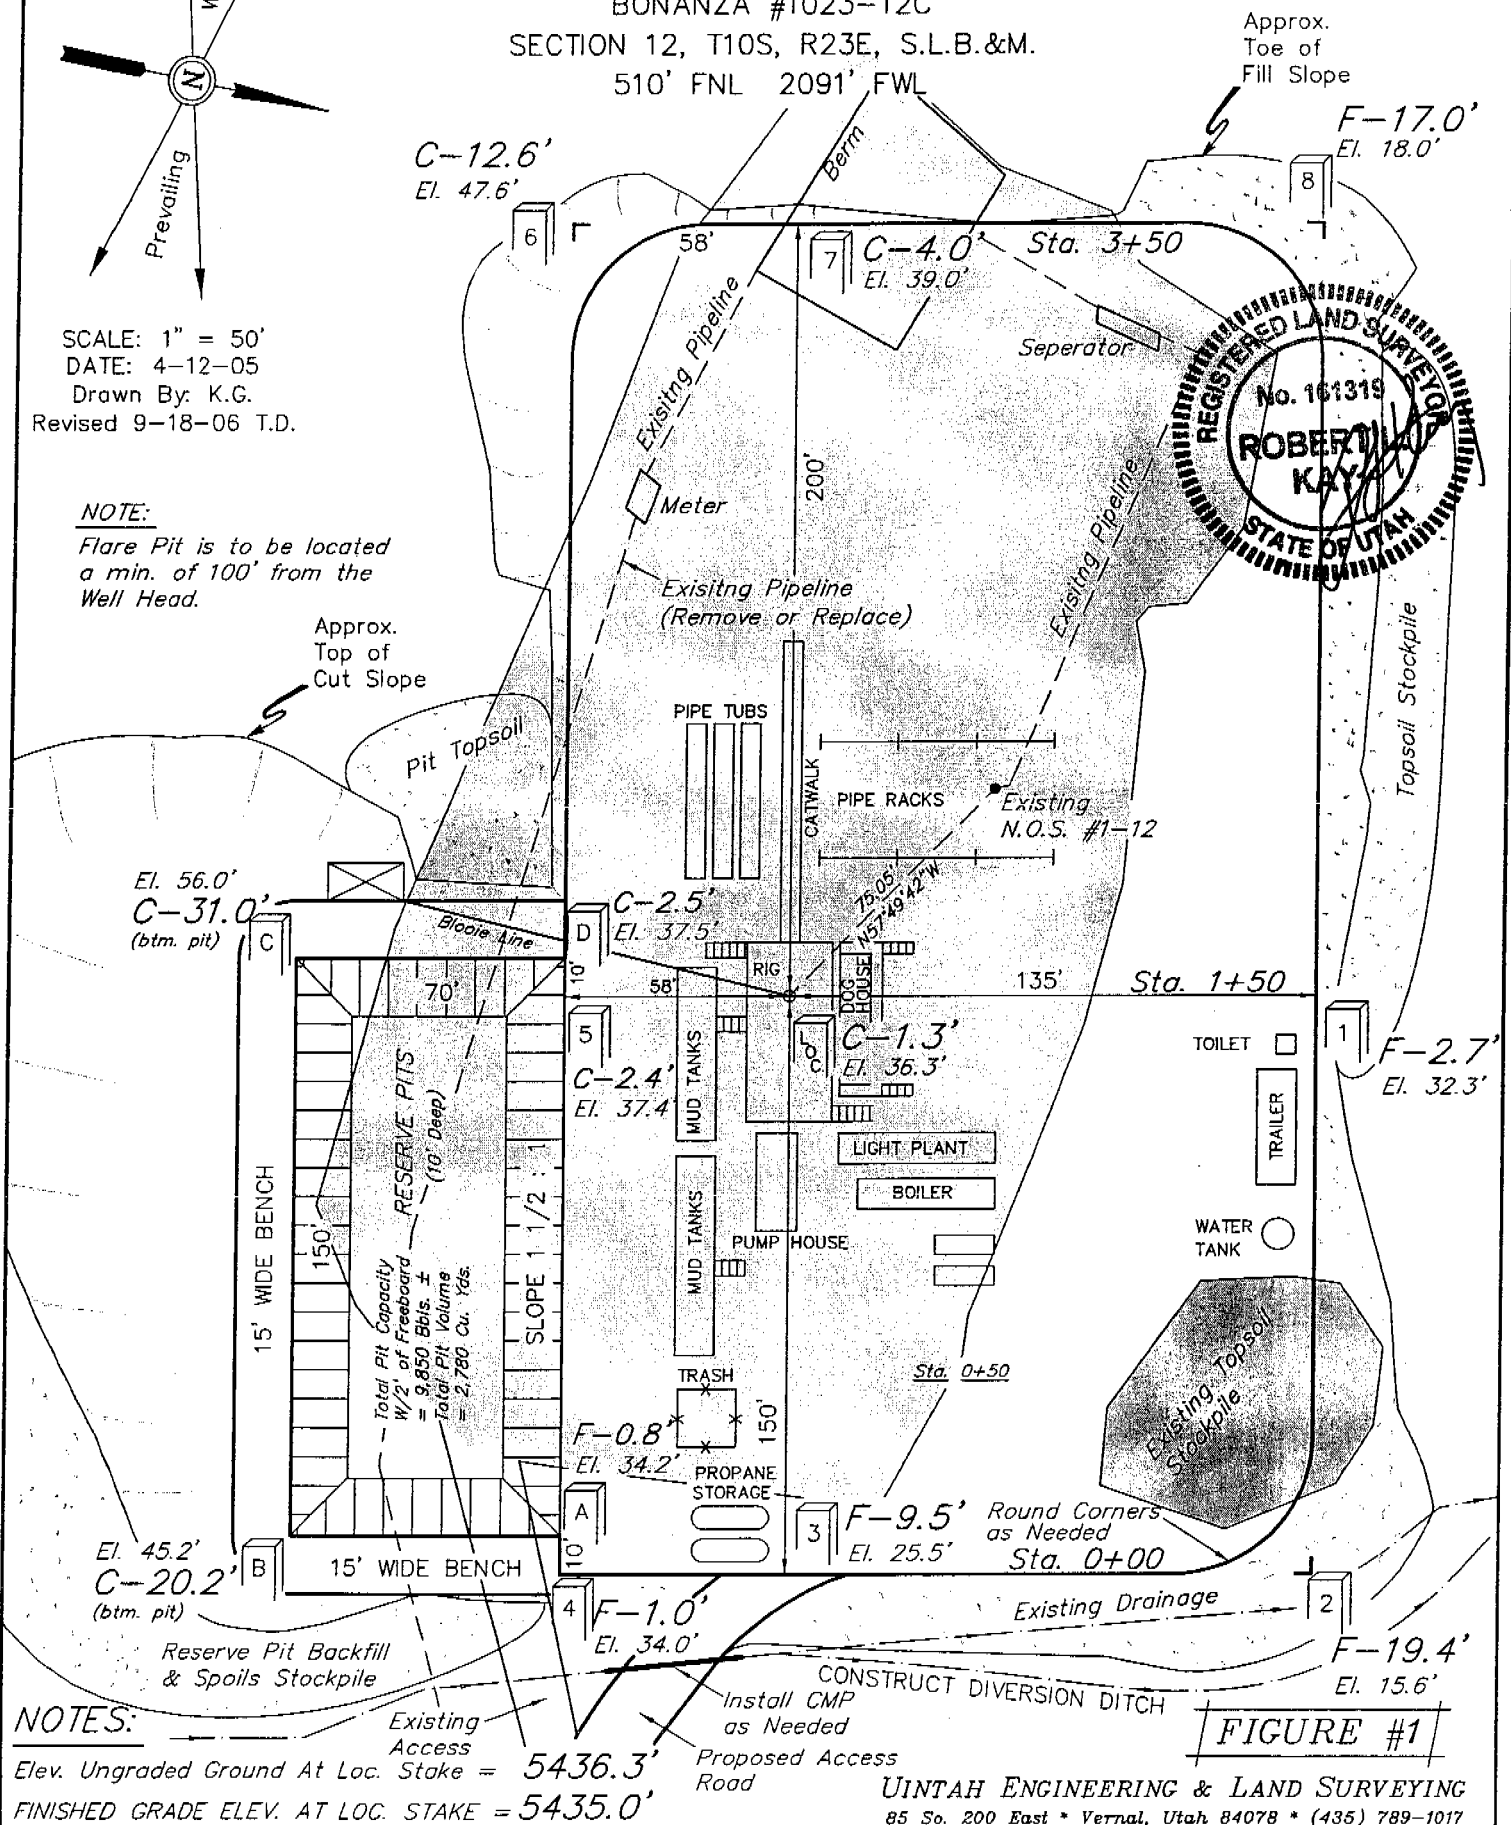 BONANZA #1023-12C
SECTION 12, T10S, R23E, S.L.B.&M.
510' FNL 2091' FWL
Approx.
Toe of
Fill Slope
F-17.0'
El. 18.0'
8
C-12.6'
El. 47.6'
6
N
Prevailing
Berm
58'
7
C-4.0'
El. 39.0'
Sta. 3+50
SCALE: 1" = 50'
DATE: 4-12-05
Drawn By: K.G.
Revised 9-18-06 T.D.
Exisitng Pipeline
Seperator
REGISTERED LAND SURVEYOR
No. 161319
ROBERT
KAY
STATE OF UTAH
200'
Meter
NOTE:
Flare Pit is to be located
a min. of 100' from the
Well Head.
Exisitng Pipeline
(Remove or Replace)
Exisitng Pipeline
Topsoil Stockpile
Approx.
Top of
Cut Slope
Pit Topsoil
PIPE TUBS
CATWALK
PIPE RACKS
Existing
N.O.S. #1-12
75.05'
N57°49'42"W
El. 56.0'
C-31.0'
(btm. pit)
C
Blooie Line
D
C-2.5'
El. 37.5'
10'
RIG
DOG
HOUSE
70'
58'
135'
Sta. 1+50
5
C-2.4'
El. 37.4'
MUD TANKS
LOC
C-1.3'
El. 36.3'
TOILET
1
F-2.7'
El. 32.3'
TRAILER
RESERVE PITS
(10' Deep)
LIGHT PLANT
BOILER
15' WIDE BENCH
150'
SLOPE 1 1/2 : 1
MUD TANKS
PUMP HOUSE
WATER
TANK
Total Pit Capacity
W/2' of Freeboard
= 9,850 Bbls. ±
Total Pit Volume
= 2,780 Cu. Yds.
TRASH
Sta. 0+50
Existing Topsoil
Stockpile
150'
F-0.8'
El. 34.2'
A
PROPANE
STORAGE
3
F-9.5'
El. 25.5'
Round Corners
as Needed
Sta. 0+00
El. 45.2'
C-20.2'
(btm. pit)
B
15' WIDE BENCH
10'
4
F-1.0'
El. 34.0'
Existing Drainage
2
F-19.4'
El. 15.6'
Reserve Pit Backfill
& Spoils Stockpile
CONSTRUCT DIVERSION DITCH
Install CMP
as Needed
Existing
Access
Proposed Access
Road
NOTES:
Elev. Ungraded Ground At Loc. Stake = 5436.3'
FINISHED GRADE ELEV. AT LOC. STAKE = 5435.0'
FIGURE #1
UINTAH ENGINEERING & LAND SURVEYING
85 So. 200 East * Vernal, Utah 84078 * (435) 789-1017